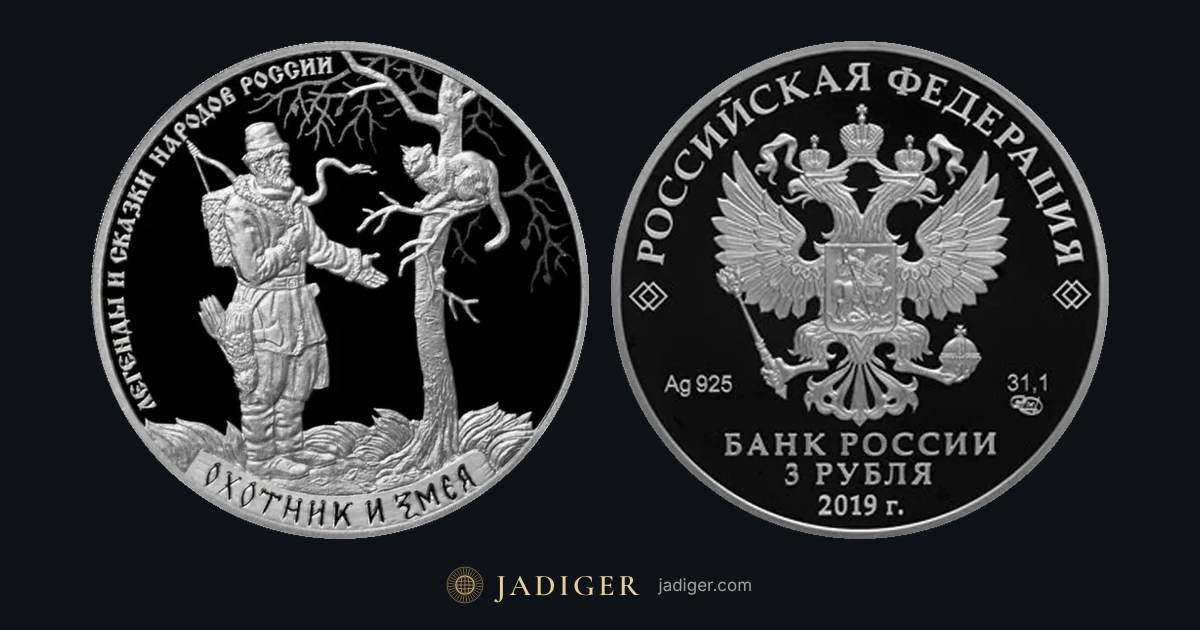 ЛЕГЕНДЫ И СКАЗКИ НАРОДОВ РОССИИ
ОХОТНИК И ЗМЕЯ
РОССИЙСКАЯ ФЕДЕРАЦИЯ
Ag 925
31,1
БАНК РОССИИ
3 РУБЛЯ
2019 г.
JADIGER
jadiger.com